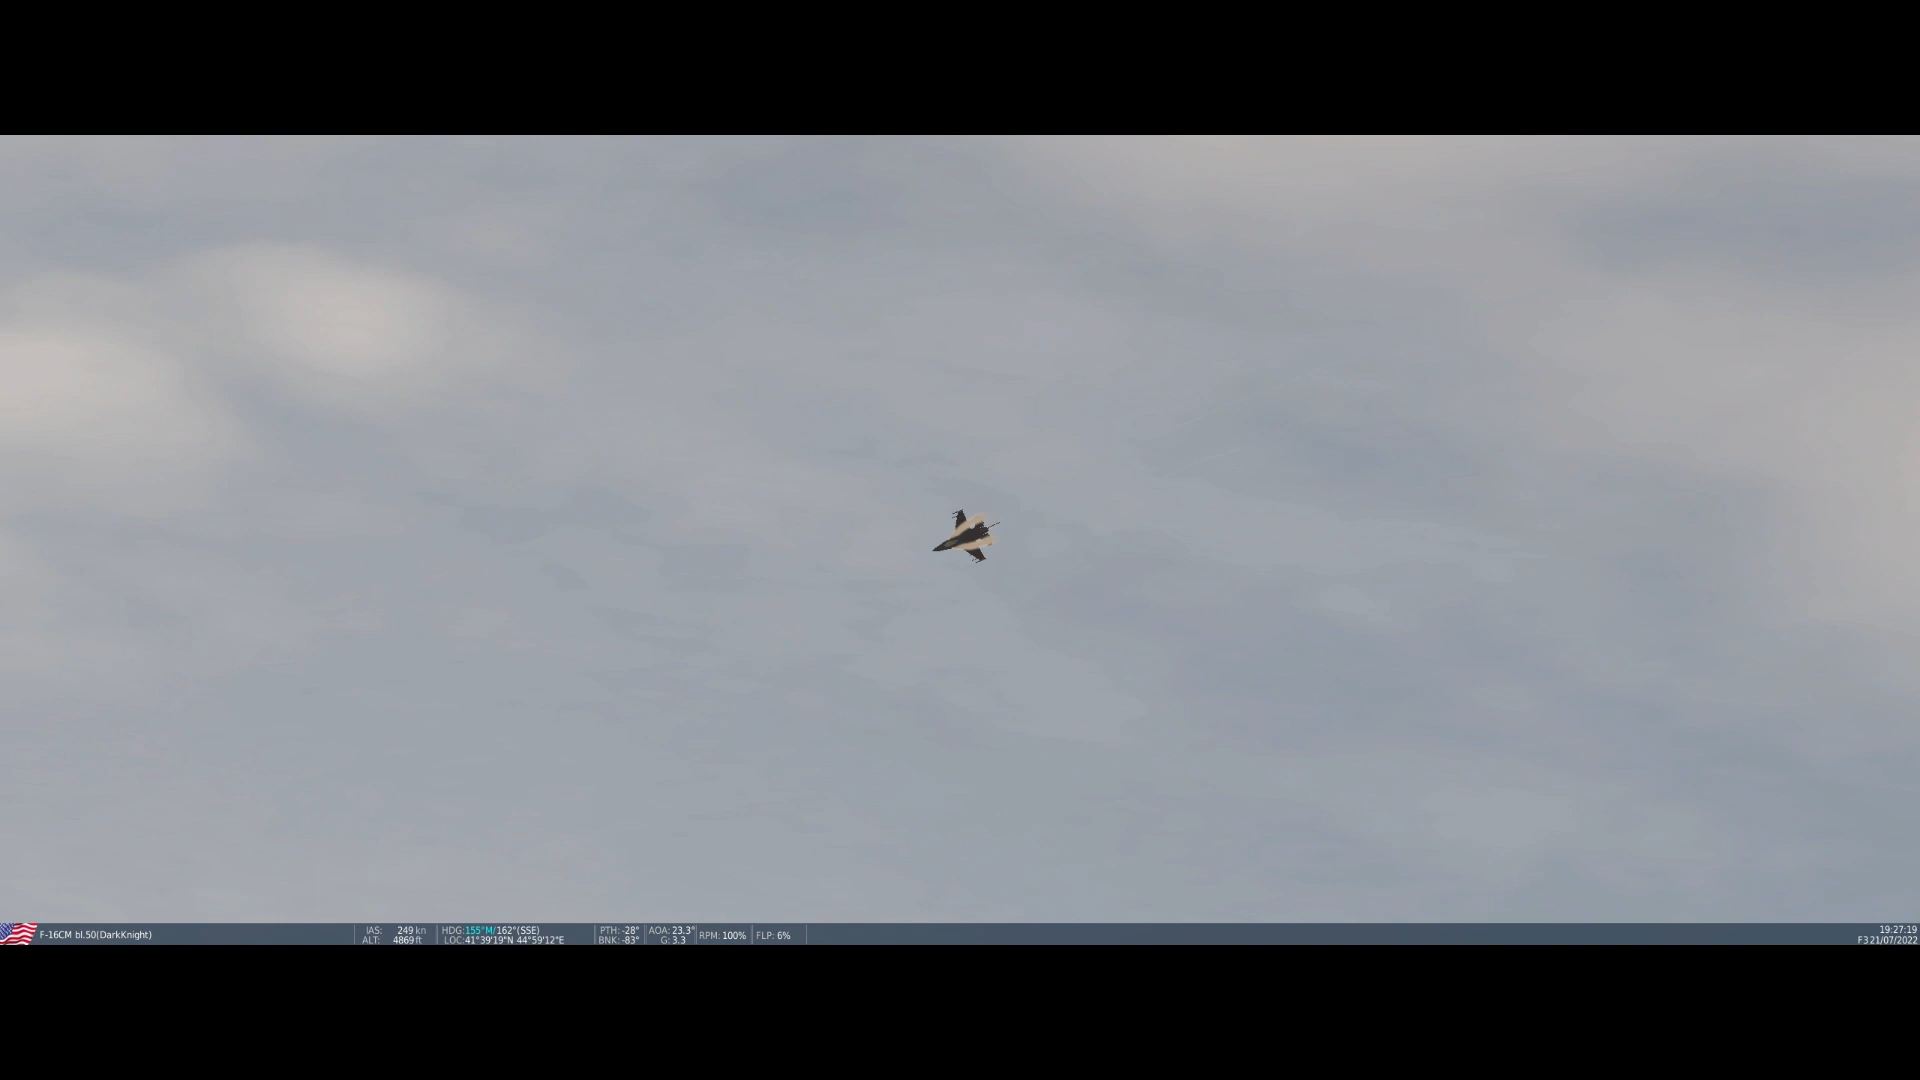 F-16CM bl.50(DarkKnight)
IAS: 249 kn
ALT: 4869 ft
HDG:155°M/162°(SSE)
LOC:41°39'19"N 44°59'12"E
PTH: -28°
BNK: -83°
AOA: 23.3°
G: 3.3
RPM: 100%
FLP: 6%
19:27:19
F3 21/07/2022